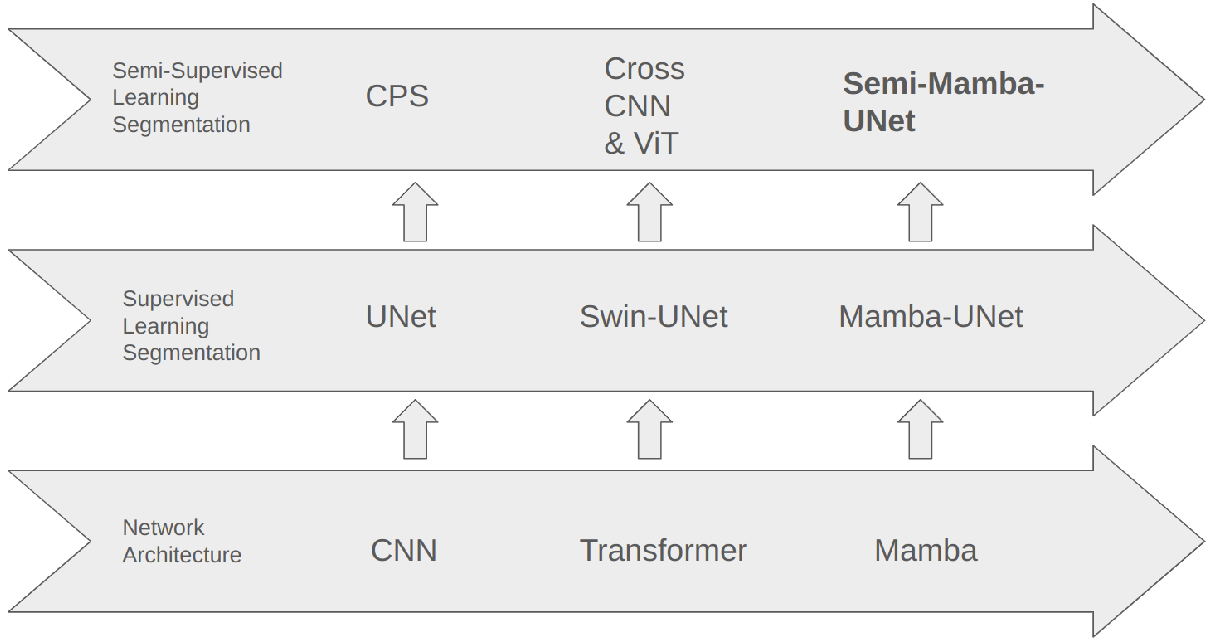 Semi-Supervised
Learning
Segmentation
CPS
Cross
CNN
& ViT
Semi-Mamba-
UNet
Supervised
Learning
Segmentation
UNet
Swin-UNet
Mamba-UNet
Network
Architecture
CNN
Transformer
Mamba